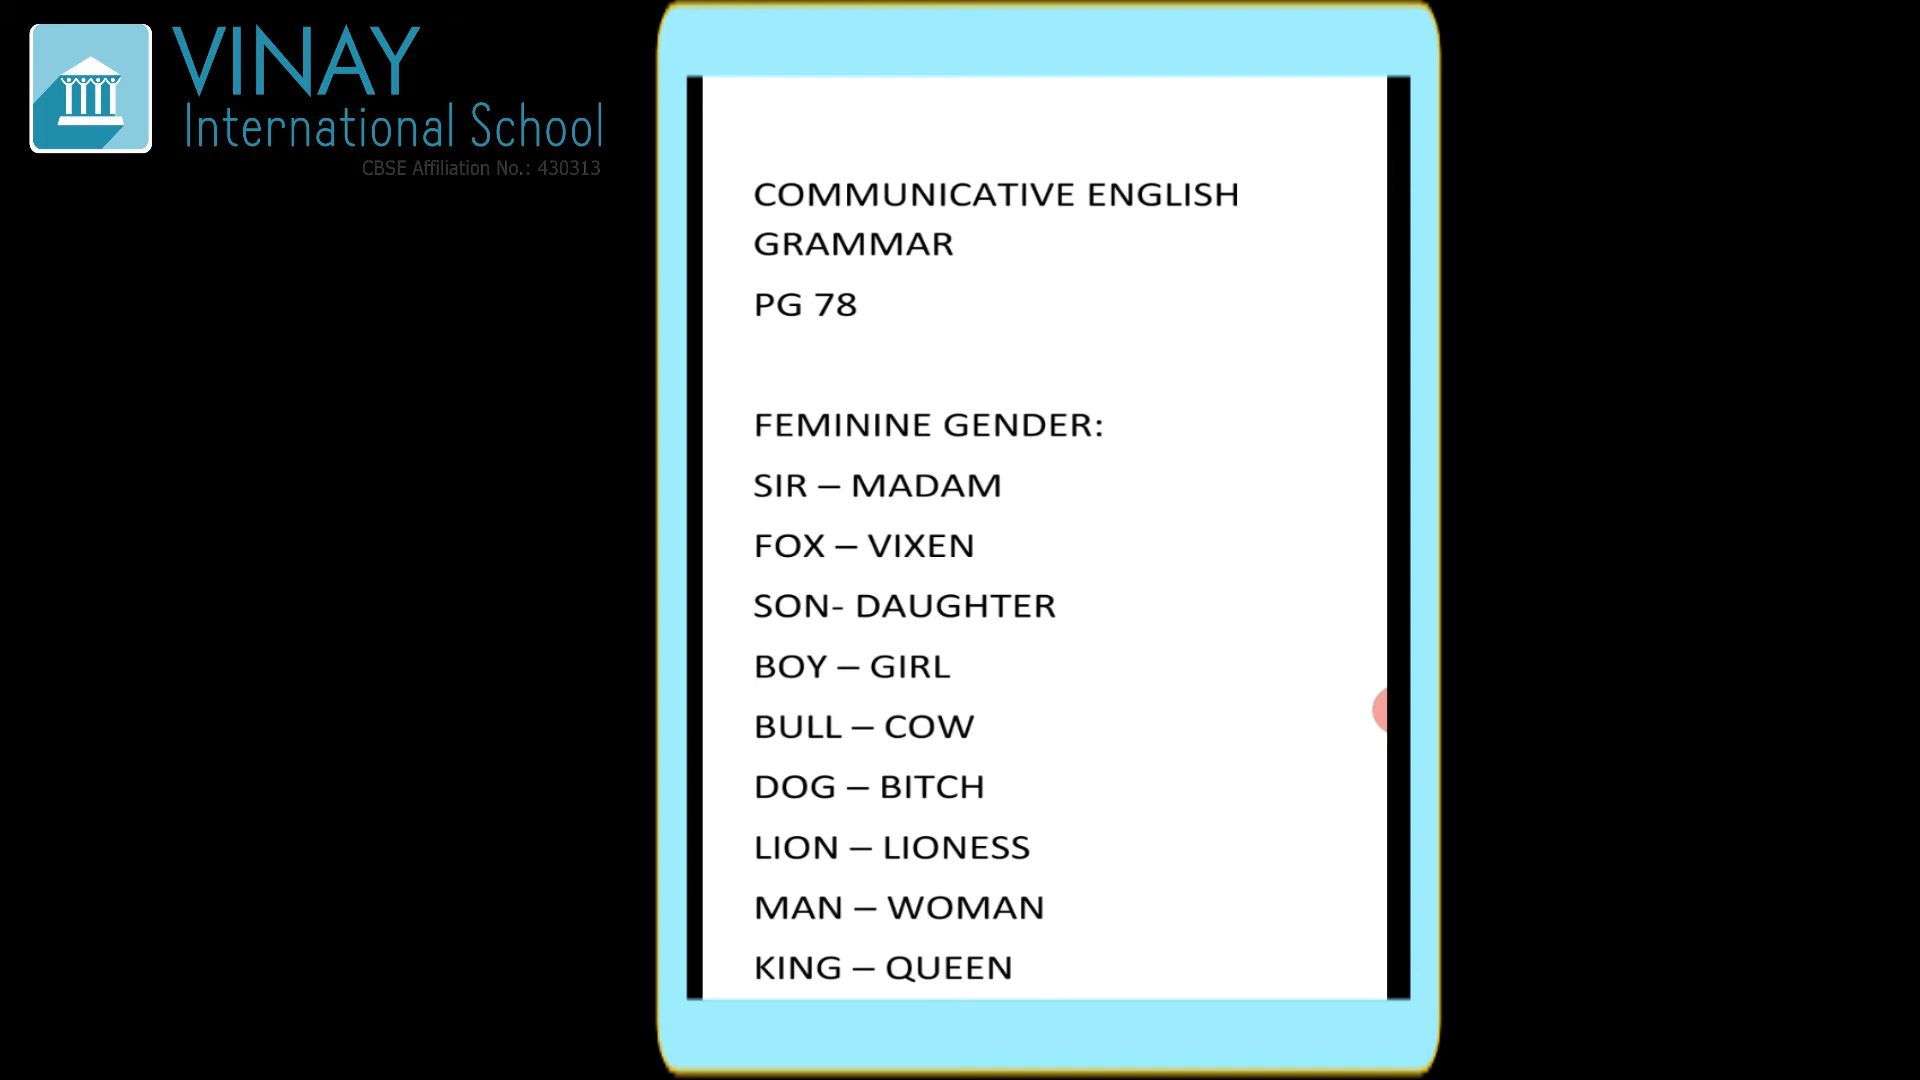 VINAY
International School
CBSE Affiliation No.: 430313
COMMUNICATIVE ENGLISH
GRAMMAR
PG 78
FEMININE GENDER:
SIR – MADAM
FOX – VIXEN
SON- DAUGHTER
BOY – GIRL
BULL – COW
DOG – BITCH
LION – LIONESS
MAN – WOMAN
KING – QUEEN